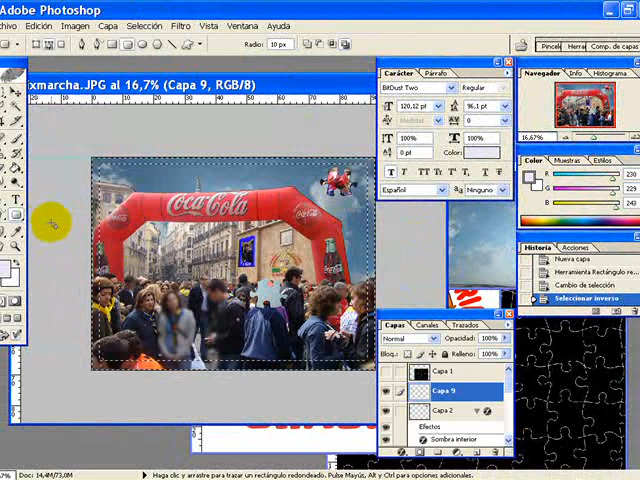 Adobe Photoshop
Edición Imagen Capa Selección Filtro Vista Ventana Ayuda
Radio: 10 px
Comp. de capas
xmarcha.JPG al 16,7% (Capa 9, RGB/8)
Carácter Párrafo
BitDust Two Regular
120,12 pt 96,1 pt
Medidas 0
100% 100%
0 pt Color:
T T TT Tr T T T T
Español aa Ninguno
Navegador Info Histograma
16,67%
Color Muestras Estilos
R 230
G 229
B 243
Historia Acciones
Nueva capa
Herramienta Rectángulo re...
Cambio de selección
Seleccionar inverso
Coca-Cola
Capas Canales Trazados
Normal Opacidad: 100%
Bloq.: Relleno: 100%
Capa 1
Capa 9
Capa 2
Efectos
Sombra interior
Doc: 14,4M/73,0M
Haga clic y arrastre para trazar un rectángulo redondeado. Pulse Mayús, Alt y Ctrl para opciones adicionales.